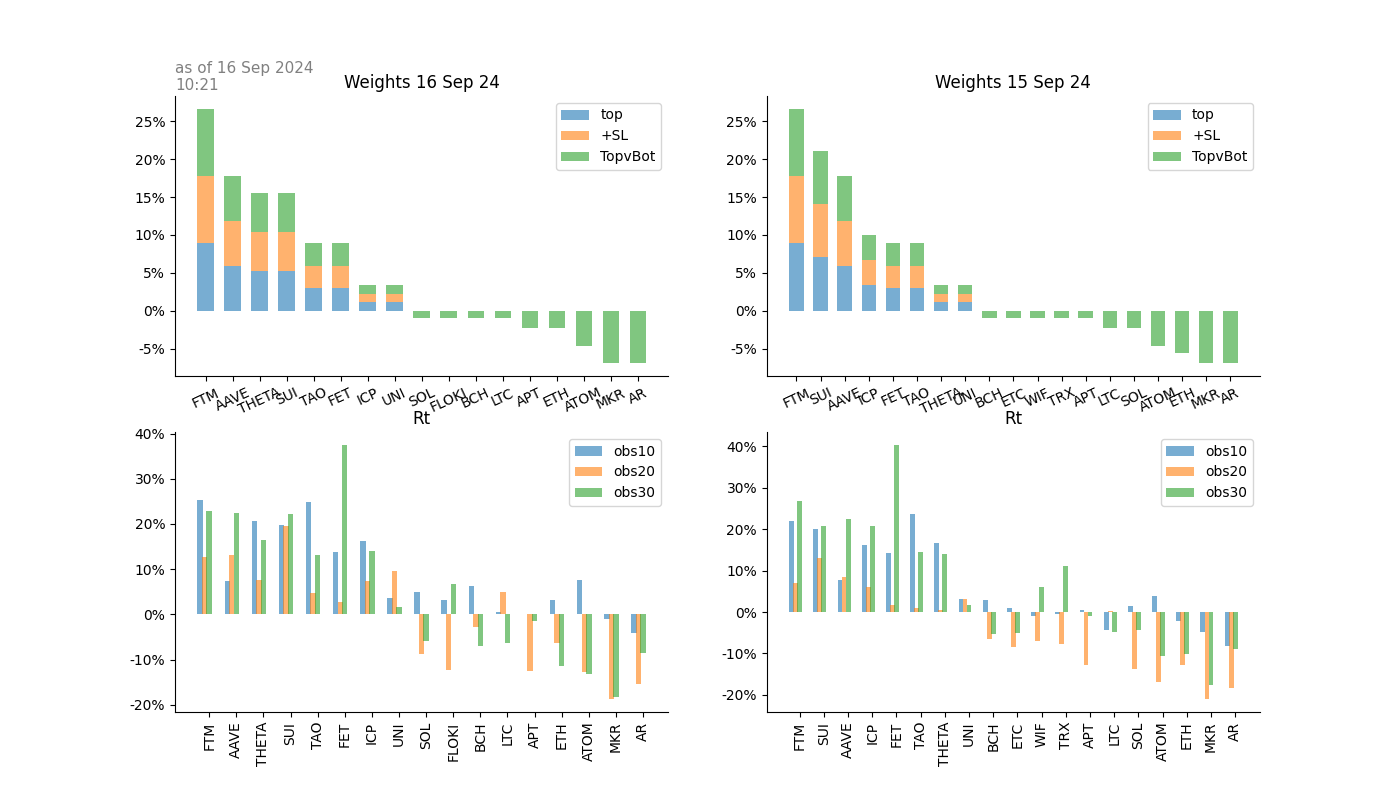 as of 16 Sep 2024
10:21
Weights 16 Sep 24
25%
20%
15%
10%
5%
0%
-5%
top
+SL
TopvBot
FTM AAVE THETA SUI TAO FET ICP UNI SOL FLOKI BCH LTC APT ETH ATOM MKR AR
Weights 15 Sep 24
25%
20%
15%
10%
5%
0%
-5%
top
+SL
TopvBot
FTM SUI AAVE ICP FET TAO THETA UNI BCH ETC WIF TRX APT LTC SOL ATOM ETH MKR AR
Rt
40%
30%
20%
10%
0%
-10%
-20%
obs10
obs20
obs30
FTM AAVE THETA SUI TAO FET ICP UNI SOL FLOKI BCH LTC APT ETH ATOM MKR AR
Rt
40%
30%
20%
10%
0%
-10%
-20%
obs10
obs20
obs30
FTM SUI AAVE ICP FET TAO THETA UNI BCH ETC WIF TRX APT LTC SOL ATOM ETH MKR AR